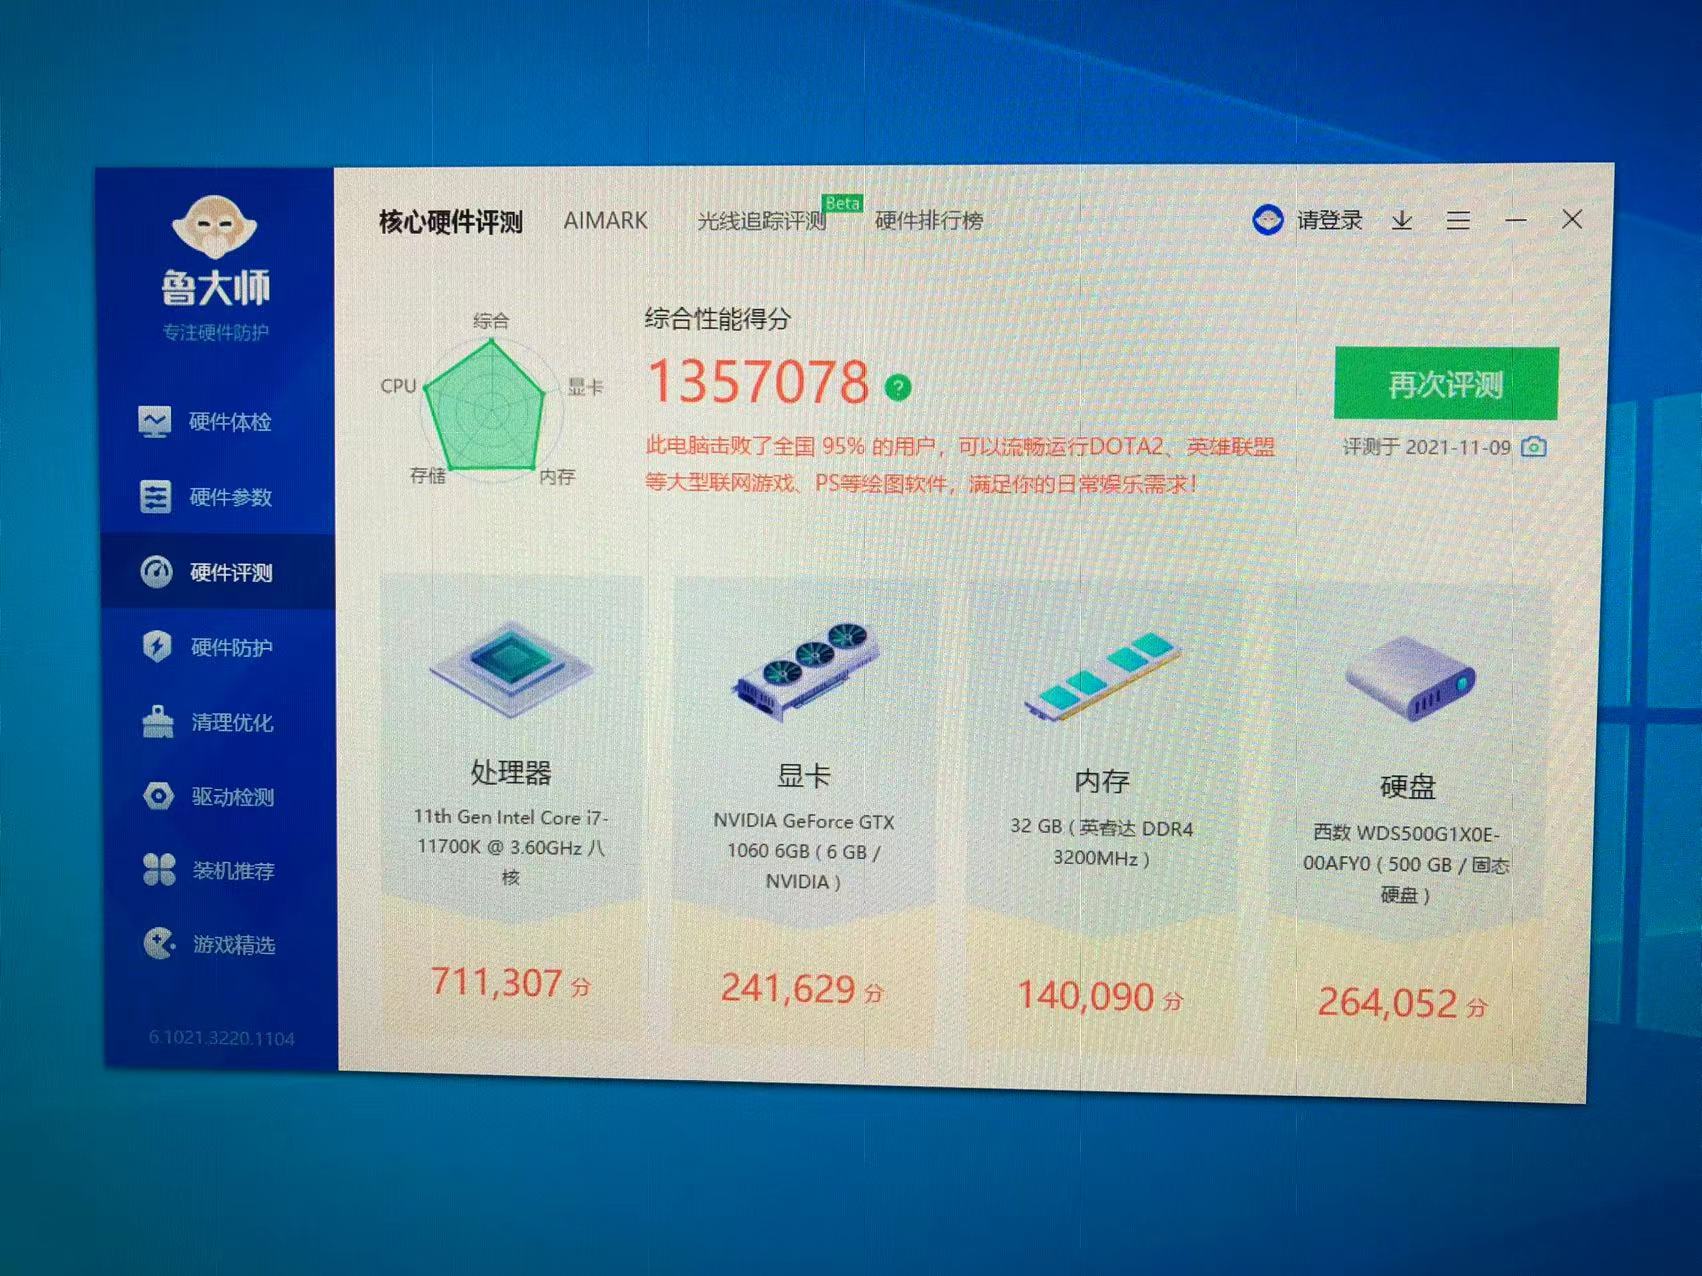 鲁大师
专注硬件防护
硬件体检
硬件参数
硬件评测
硬件防护
清理优化
驱动检测
装机推荐
游戏精选
6.1021.3220.1104
核心硬件评测 AIMARK 光线追踪评测 Beta 硬件排行榜 请登录
综合
CPU
显卡
存储
内存
综合性能得分
1357078 ?
此电脑击败了全国 95% 的用户，可以流畅运行DOTA2、英雄联盟
等大型联网游戏、PS等绘图软件，满足你的日常娱乐需求！
再次评测
评测于 2021-11-09
处理器
11th Gen Intel Core i7-
11700K @ 3.60GHz 八
核
711,307 分
显卡
NVIDIA GeForce GTX
1060 6GB ( 6 GB /
NVIDIA )
241,629 分
内存
32 GB ( 英睿达 DDR4
3200MHz )
140,090 分
硬盘
西数 WDS500G1X0E-
00AFY0 ( 500 GB / 固态
硬盘 )
264,052 分